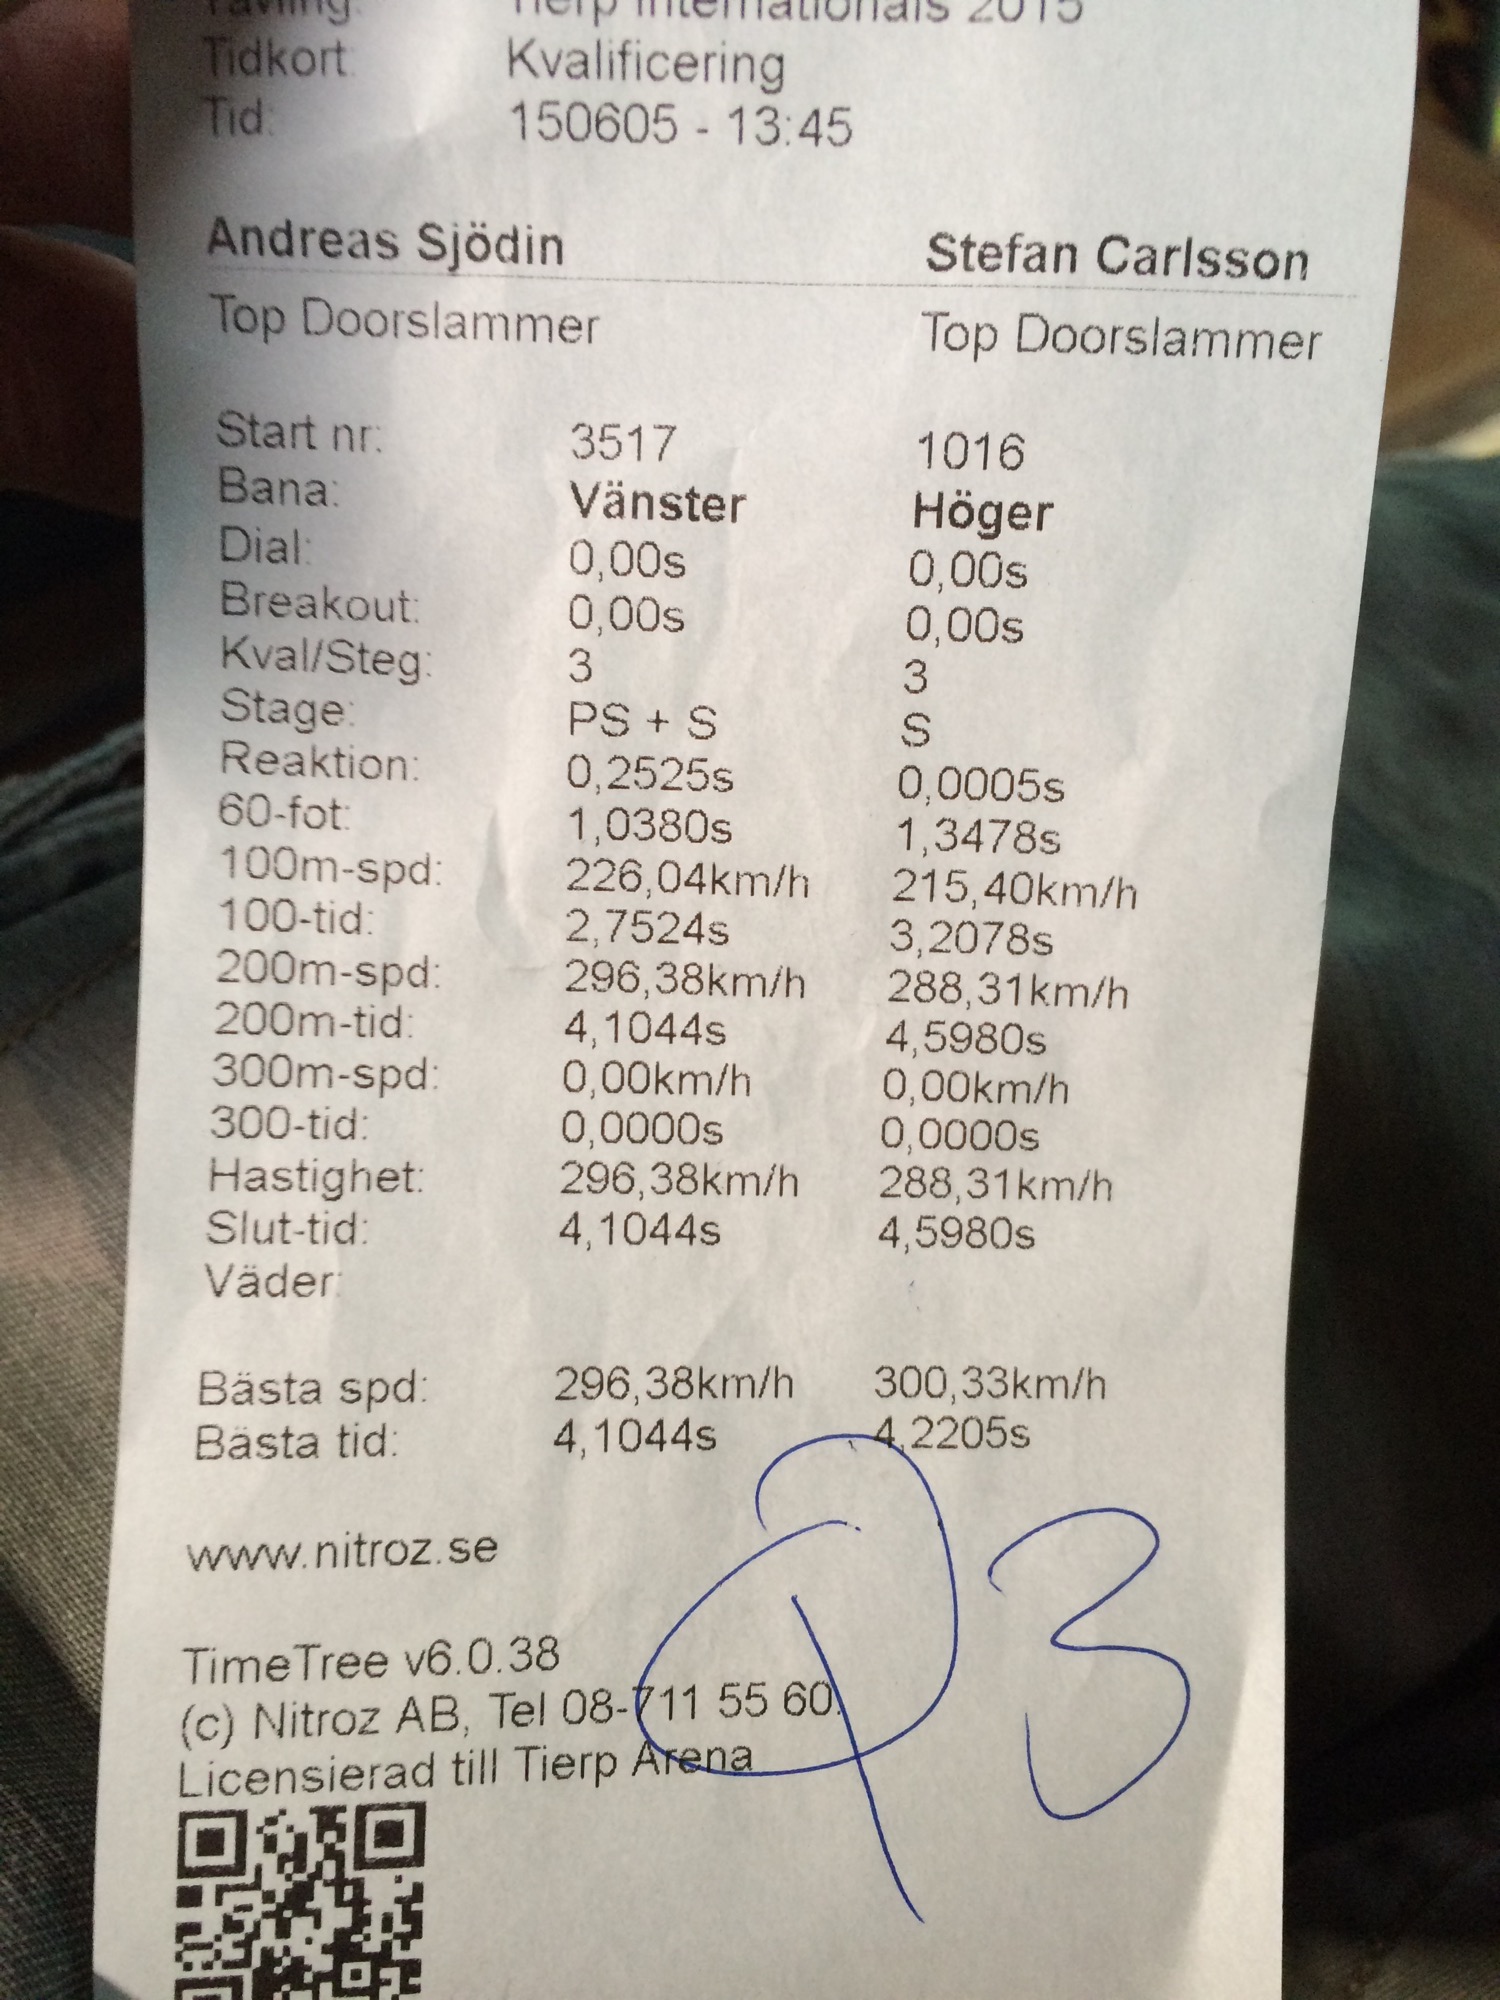 Tävling: Tierp Internationals 2015
Tidkort: Kvalificering
Tid: 150605 - 13:45
Andreas Sjödin Stefan Carlsson
Top Doorslammer Top Doorslammer
Start nr: 3517 1016
Bana: Vänster Höger
Dial: 0,00s 0,00s
Breakout: 0,00s 0,00s
Kval/Steg: 3 3
Stage: PS + S S
Reaktion: 0,2525s 0,0005s
60-fot: 1,0380s 1,3478s
100m-spd: 226,04km/h 215,40km/h
100-tid: 2,7524s 3,2078s
200m-spd: 296,38km/h 288,31km/h
200m-tid: 4,1044s 4,5980s
300m-spd: 0,00km/h 0,00km/h
300-tid: 0,0000s 0,0000s
Hastighet: 296,38km/h 288,31km/h
Slut-tid: 4,1044s 4,5980s
Väder:
Bästa spd: 296,38km/h 300,33km/h
Bästa tid: 4,1044s 4,2205s
www.nitroz.se
Q3
TimeTree v6.0.38
(c) Nitroz AB, Tel 08-711 55 60.
Licensierad till Tierp Arena